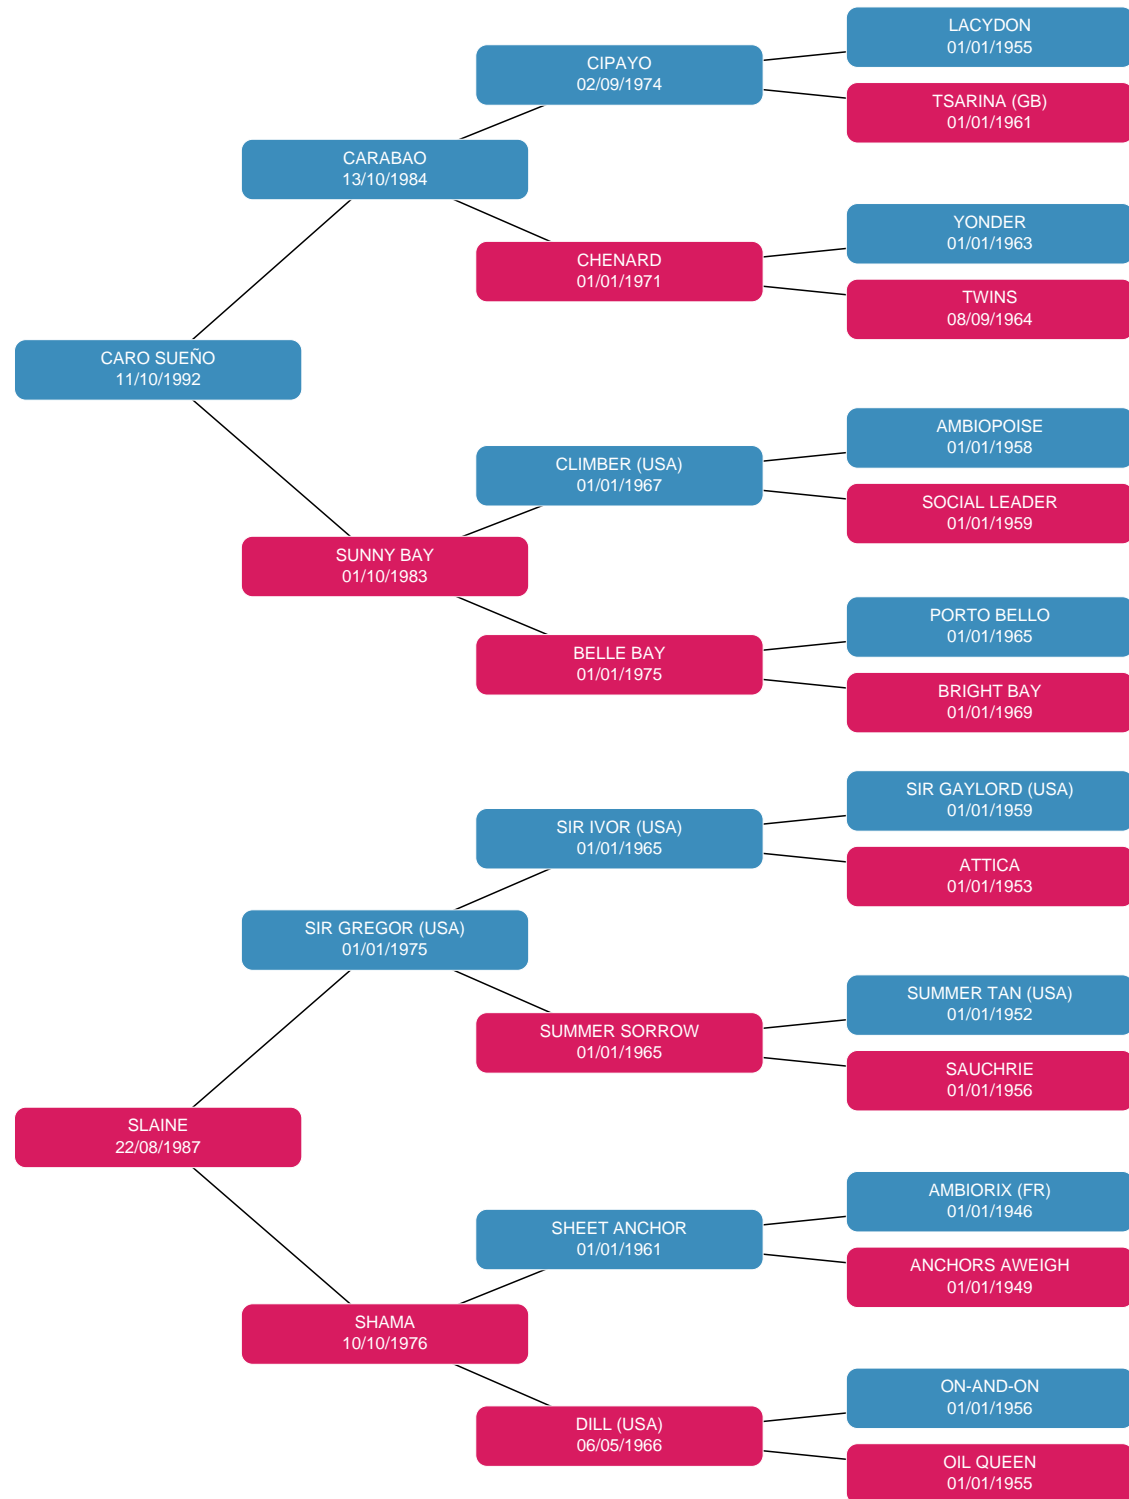 LACYDON
01/01/1955
CIPAYO
02/09/1974
TSARINA (GB)
01/01/1961
CARABAO
13/10/1984
YONDER
01/01/1963
CHENARD
01/01/1971
TWINS
08/09/1964
CARO SUEÑO
11/10/1992
AMBIOPOISE
01/01/1958
CLIMBER (USA)
01/01/1967
SOCIAL LEADER
01/01/1959
SUNNY BAY
01/10/1983
PORTO BELLO
01/01/1965
BELLE BAY
01/01/1975
BRIGHT BAY
01/01/1969
SIR GAYLORD (USA)
01/01/1959
SIR IVOR (USA)
01/01/1965
ATTICA
01/01/1953
SIR GREGOR (USA)
01/01/1975
SUMMER TAN (USA)
01/01/1952
SUMMER SORROW
01/01/1965
SAUCHRIE
01/01/1956
SLAINE
22/08/1987
AMBIORIX (FR)
01/01/1946
SHEET ANCHOR
01/01/1961
ANCHORS AWEIGH
01/01/1949
SHAMA
10/10/1976
ON-AND-ON
01/01/1956
DILL (USA)
06/05/1966
OIL QUEEN
01/01/1955